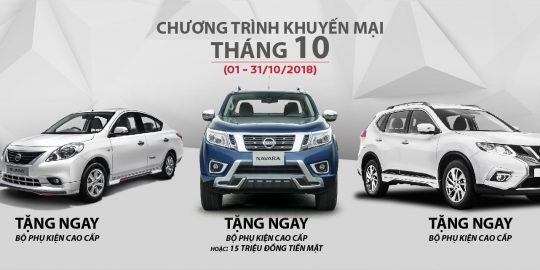 CHƯƠNG TRÌNH KHUYẾN MẠI
THÁNG 10
(01 - 31/10/2018)
NAVARA
TẶNG NGAY
BỘ PHỤ KIỆN CAO CẤP
TẶNG NGAY
BỘ PHỤ KIỆN CAO CẤP
HOẶC: 15 TRIỆU ĐỒNG TIỀN MẶT
TẶNG NGAY
BỘ PHỤ KIỆN CAO CẤP